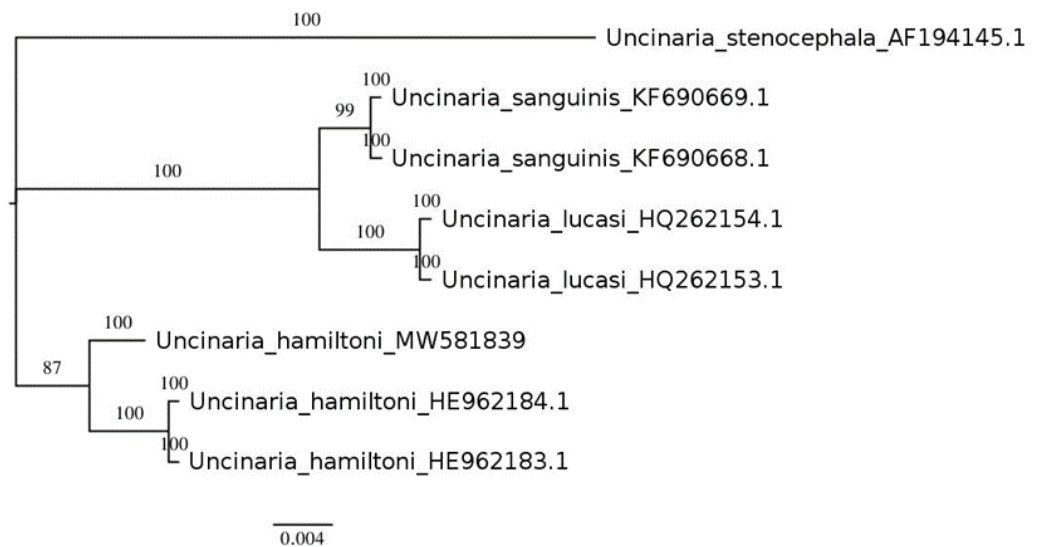 100
Uncinaria_stenocephala_AF194145.1
100
Uncinaria_sanguinis_KF690669.1
99
100
Uncinaria_sanguinis_KF690668.1
100
100
Uncinaria_lucasi_HQ262154.1
100
100
Uncinaria_lucasi_HQ262153.1
100
Uncinaria_hamiltoni_MW581839
87
100
Uncinaria_hamiltoni_HE962184.1
100
100
Uncinaria_hamiltoni_HE962183.1
0.004